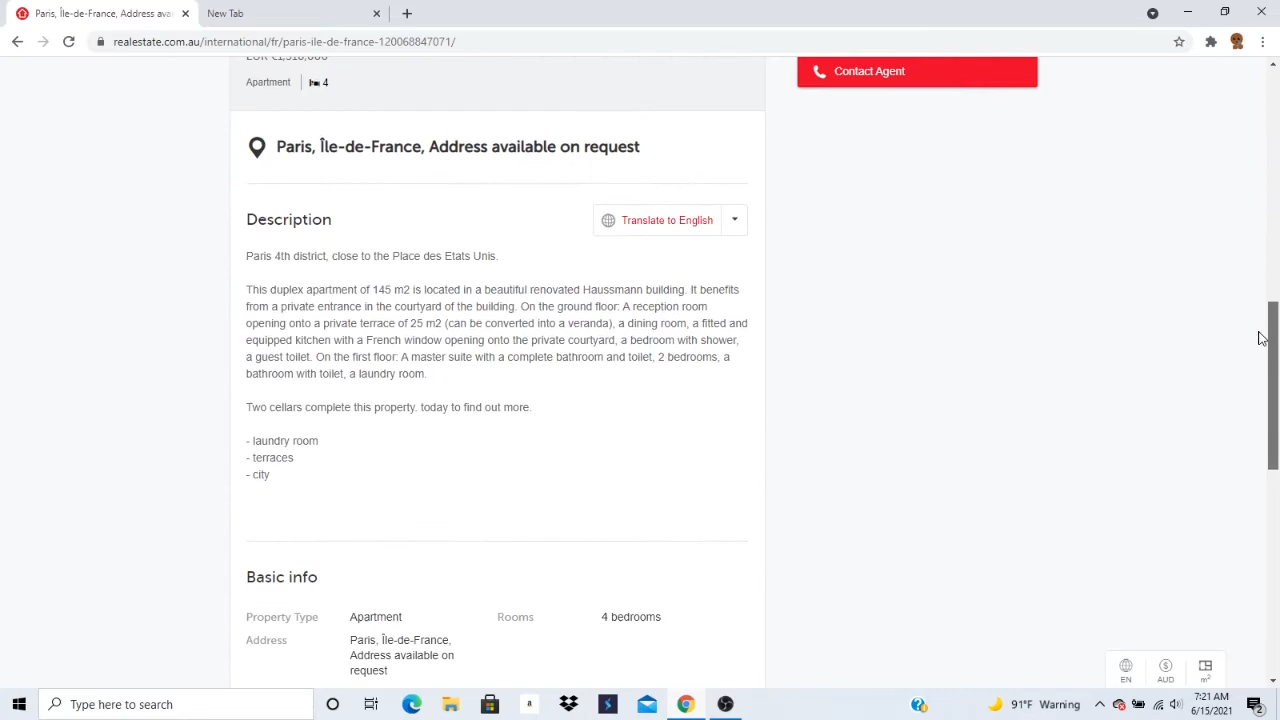 Paris, Île-de-France, Address ava
New Tab
realestate.com.au/international/fr/paris-ile-de-france-120068847071/
Apartment
4
Contact Agent
Paris, Île-de-France, Address available on request
Description
Translate to English
Paris 4th district, close to the Place des Etats Unis.
This duplex apartment of 145 m2 is located in a beautiful renovated Haussmann building. It benefits
from a private entrance in the courtyard of the building. On the ground floor: A reception room
opening onto a private terrace of 25 m2 (can be converted into a veranda), a dining room, a fitted and
equipped kitchen with a French window opening onto the private courtyard, a bedroom with shower,
a guest toilet. On the first floor: A master suite with a complete bathroom and toilet, 2 bedrooms, a
bathroom with toilet, a laundry room.
Two cellars complete this property. today to find out more.
- laundry room
- terraces
- city
Basic info
Property Type
Apartment
Rooms
4 bedrooms
Address
Paris, Île-de-France,
Address available on
request
EN
AUD
m²
Type here to search
91°F Warning
7:21 AM
6/15/2021
2